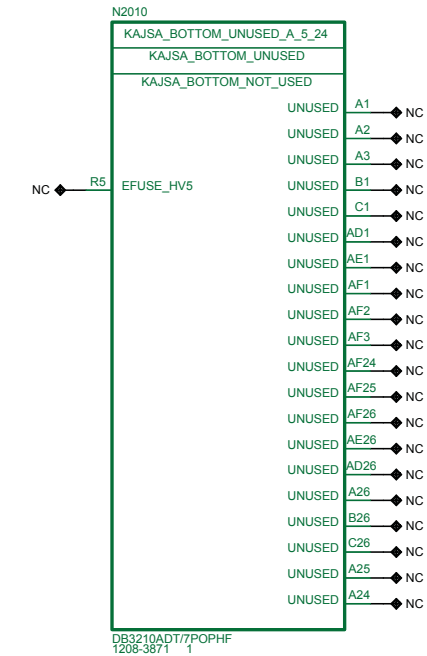 N2010
KAJSA_BOTTOM_UNUSED_A_5_24
KAJSA_BOTTOM_UNUSED
KAJSA_BOTTOM_NOT_USED
UNUSED A1 NC
UNUSED A2 NC
UNUSED A3 NC
NC R5 EFUSE_HV5 UNUSED B1 NC
UNUSED C1 NC
UNUSED AD1 NC
UNUSED AE1 NC
UNUSED AF1 NC
UNUSED AF2 NC
UNUSED AF3 NC
UNUSED AF24 NC
UNUSED AF25 NC
UNUSED AF26 NC
UNUSED AE26 NC
UNUSED AD26 NC
UNUSED A26 NC
UNUSED B26 NC
UNUSED C26 NC
UNUSED A25 NC
UNUSED A24 NC
DB3210ADT/7POPHF
1208-3871 1